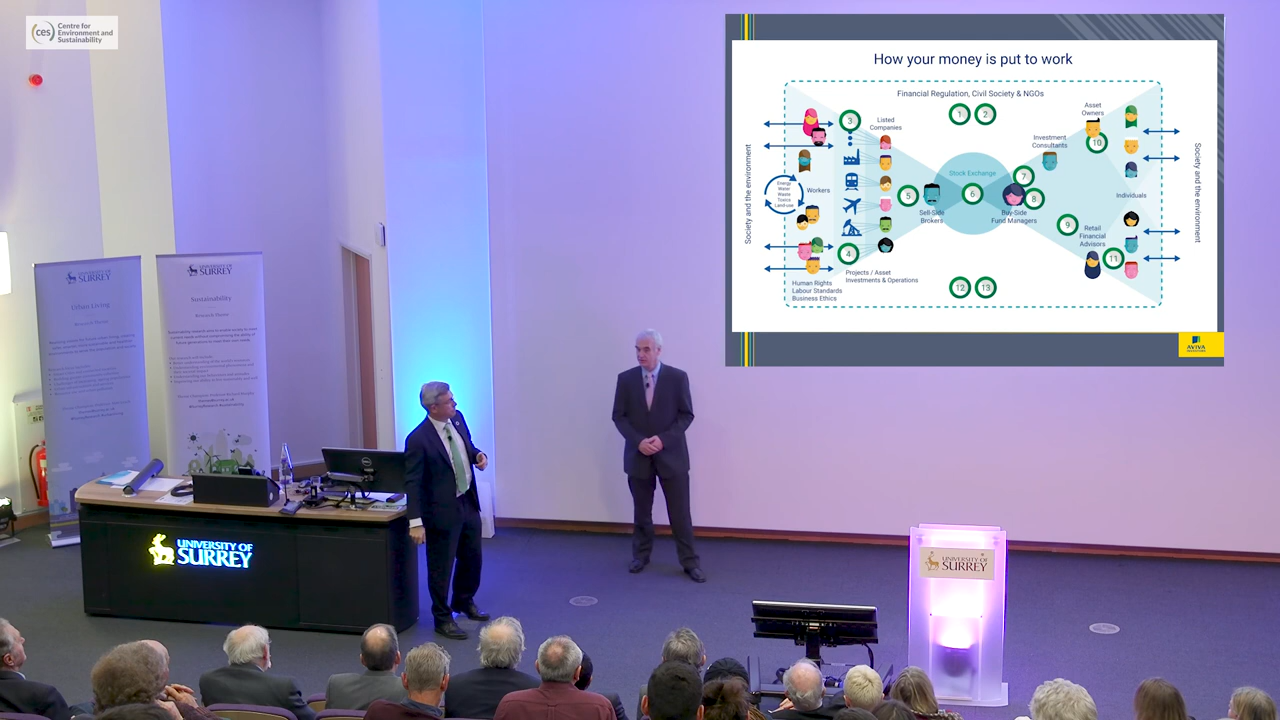 ces
Centre for
Environment and
Sustainability
How your money is put to work
Financial Regulation, Civil Society & NGOs
1
2
3
Listed
Companies
Asset
Owners
Investment
Consultants
10
Society and the environment
Energy
Water
Waste
Toxics
Land-use
Workers
Stock Exchange
5
6
7
8
Sell-Side
Brokers
Buy-Side
Fund Managers
Individuals
Society and the environment
9
Retail
Financial
Advisors
11
4
Projects / Asset
Investments & Operations
Human Rights
Labour Standards
Business Ethics
12
13
AVIVA
INVESTORS
UNIVERSITY OF
SURREY
Urban Living
UNIVERSITY OF
SURREY
Sustainability
DELL
UNIVERSITY OF
SURREY
UNIVERSITY OF
SURREY